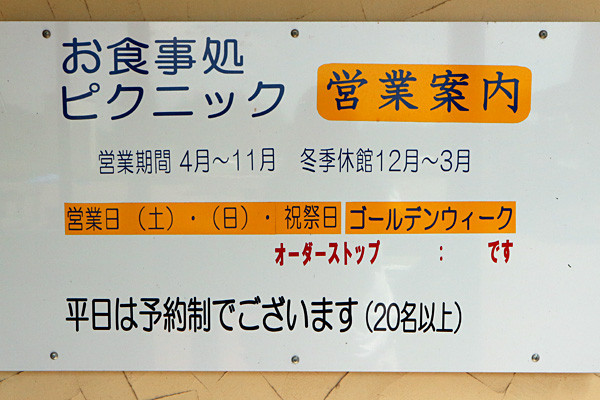 お食事処
ピクニック
営業案内
営業期間 4月～11月 冬季休館12月～3月
営業日（土）・（日）・祝祭日 ゴールデンウィーク
オーダーストップ ： です
平日は予約制でございます（20名以上）